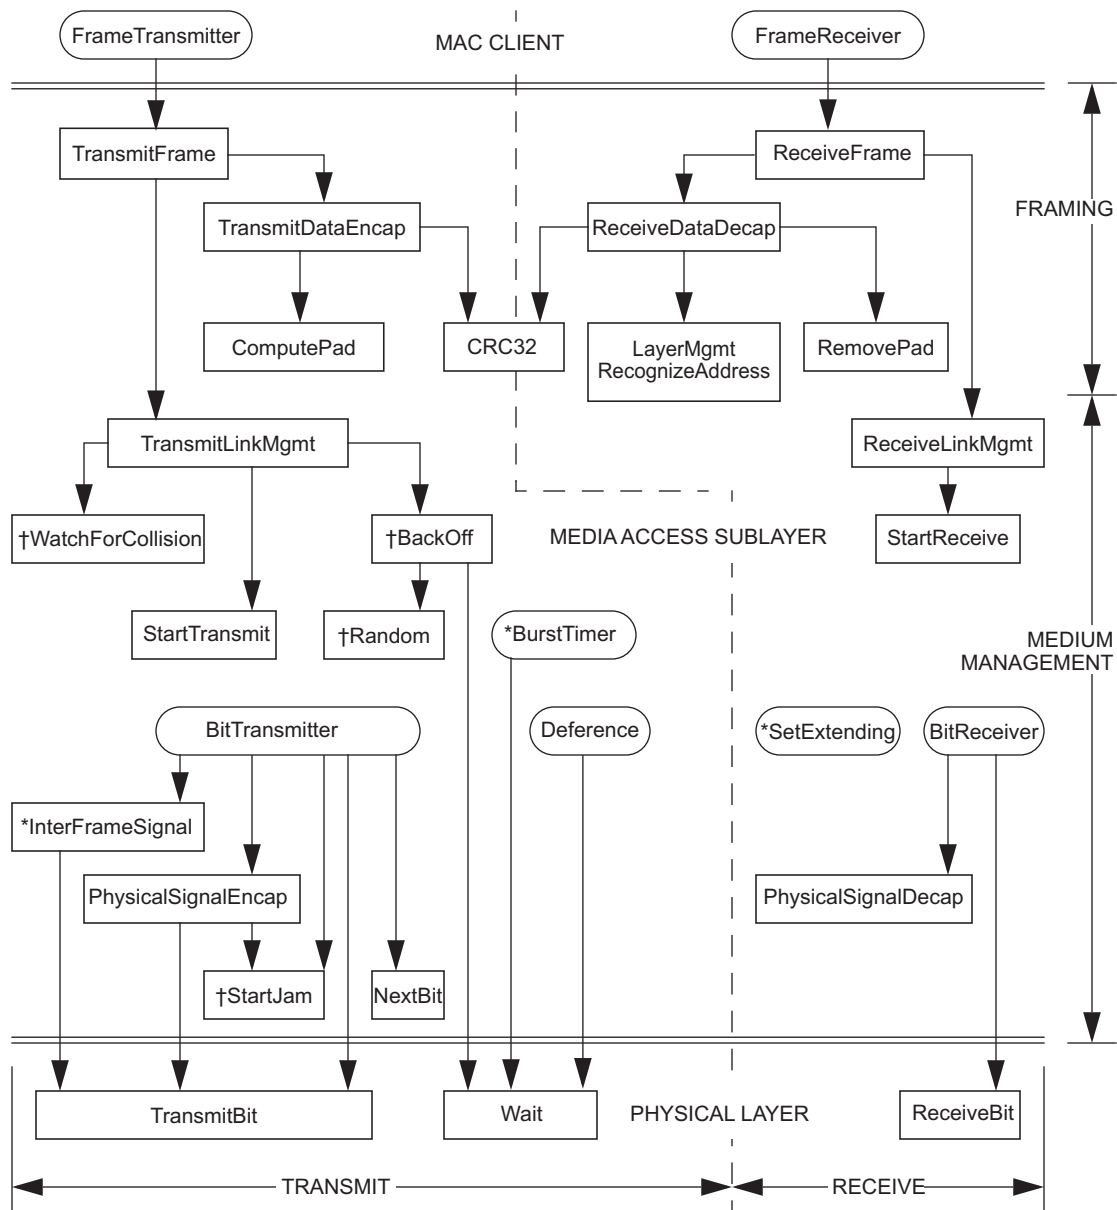 FrameTransmitter
MAC CLIENT
FrameReceiver
TransmitFrame
ReceiveFrame
FRAMING
TransmitDataEncap
ReceiveDataDecap
ComputePad
CRC32
LayerMgmt
RecognizeAddress
RemovePad
TransmitLinkMgmt
ReceiveLinkMgmt
†WatchForCollision
†BackOff
MEDIA ACCESS SUBLAYER
StartReceive
StartTransmit
†Random
*BurstTimer
MEDIUM
MANAGEMENT
BitTransmitter
Deference
*SetExtending
BitReceiver
*InterFrameSignal
PhysicalSignalEncap
PhysicalSignalDecap
†StartJam
NextBit
TransmitBit
Wait
PHYSICAL LAYER
ReceiveBit
TRANSMIT
RECEIVE